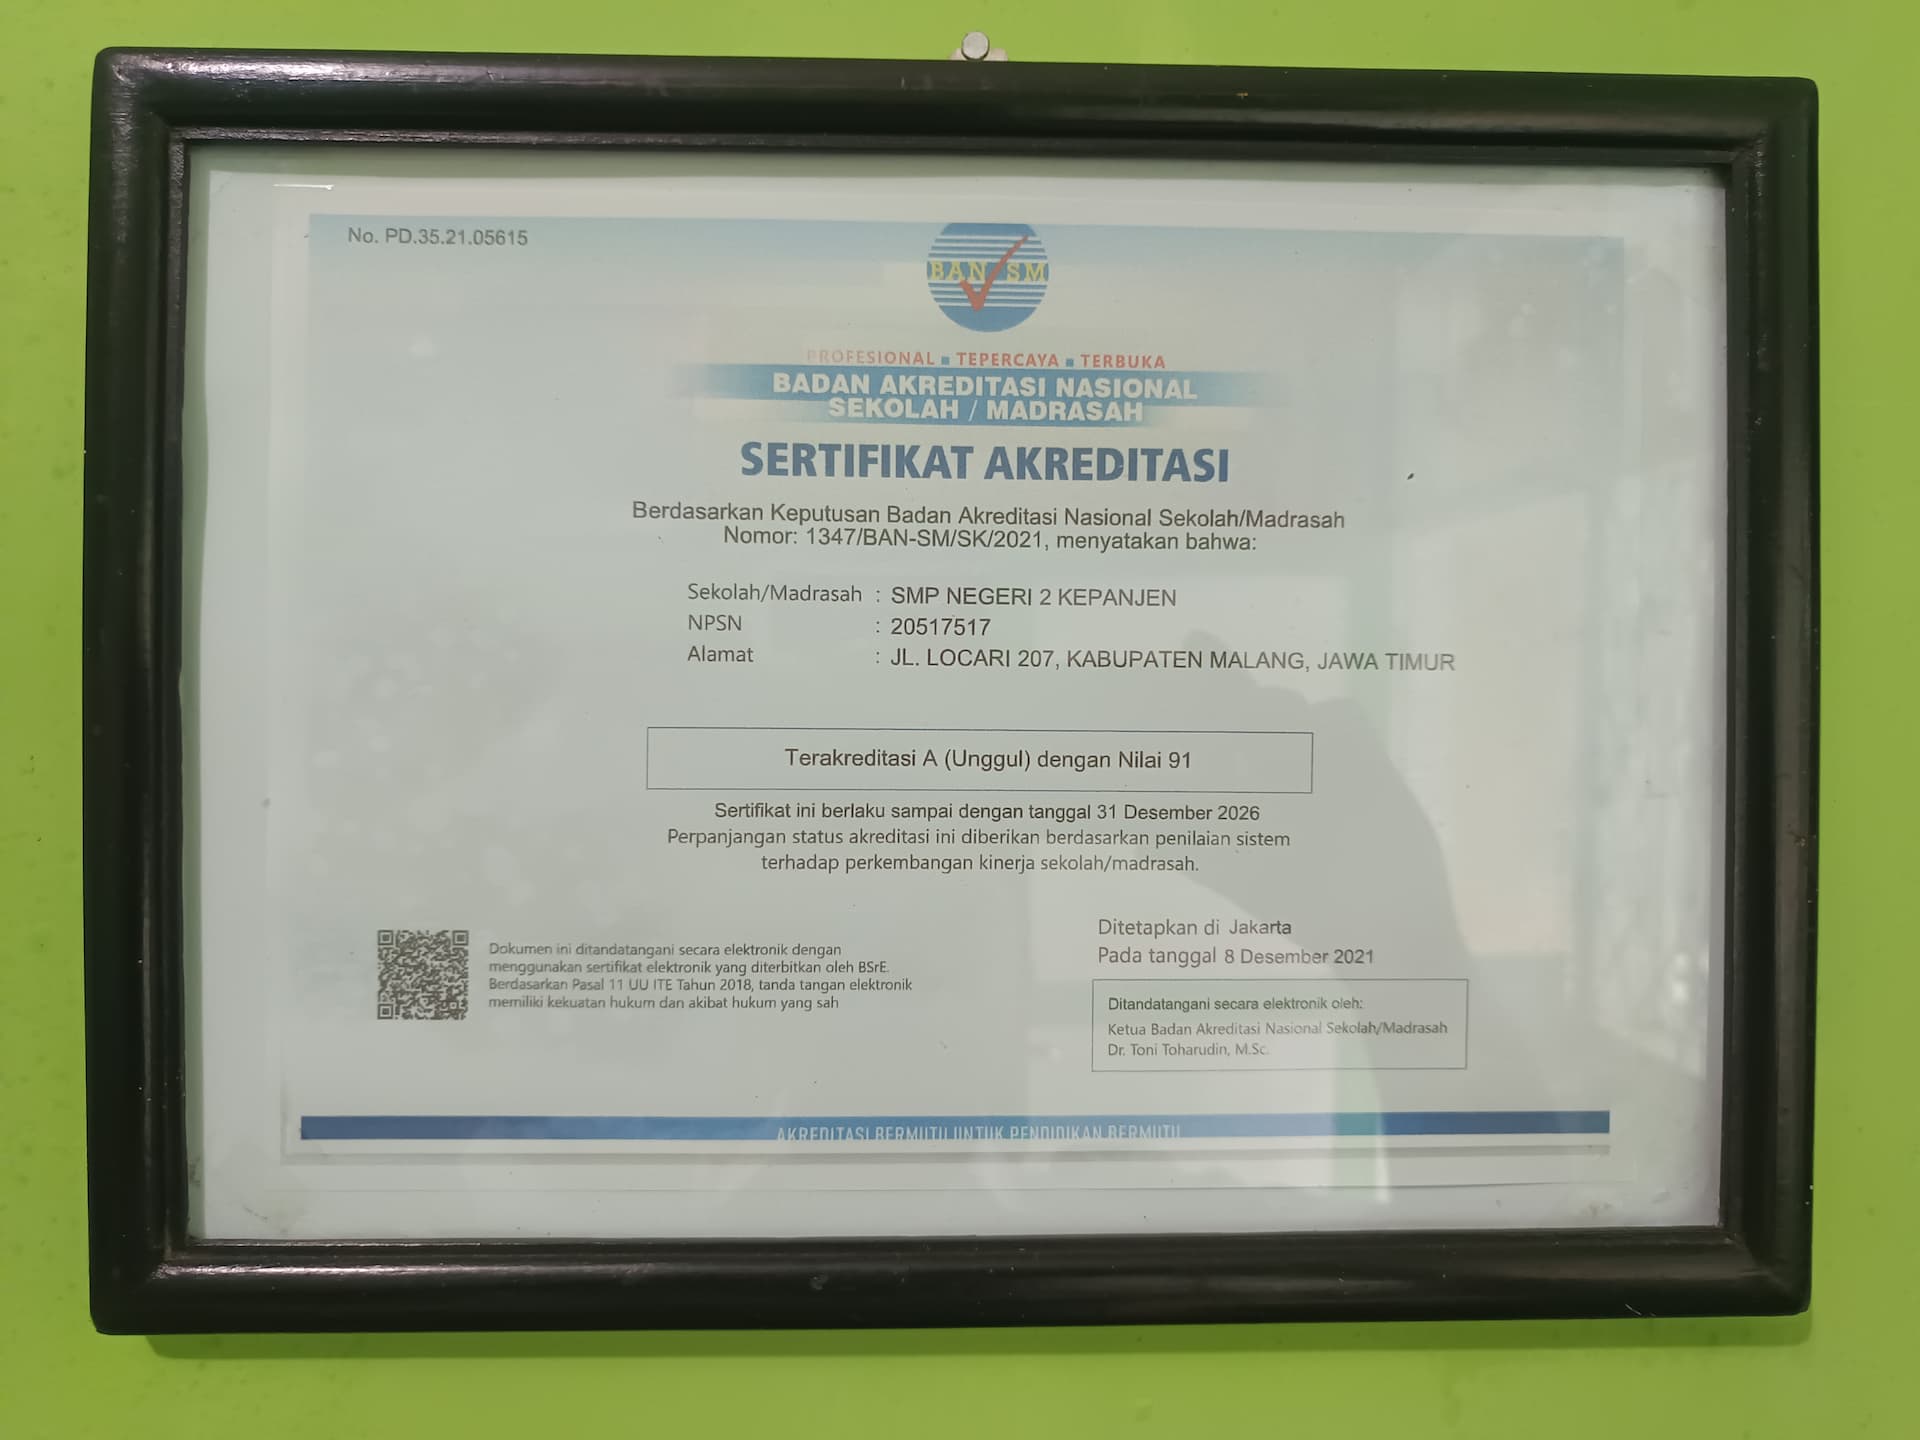 No. PD.35.21.05615
BAN SM
PROFESIONAL ▪ TEPERCAYA ▪ TERBUKA
BADAN AKREDITASI NASIONAL
SEKOLAH / MADRASAH
SERTIFIKAT AKREDITASI
Berdasarkan Keputusan Badan Akreditasi Nasional Sekolah/Madrasah
Nomor: 1347/BAN-SM/SK/2021, menyatakan bahwa:
Sekolah/Madrasah : SMP NEGERI 2 KEPANJEN
NPSN : 20517517
Alamat : JL. LOCARI 207, KABUPATEN MALANG, JAWA TIMUR
Terakreditasi A (Unggul) dengan Nilai 91
Sertifikat ini berlaku sampai dengan tanggal 31 Desember 2026
Perpanjangan status akreditasi ini diberikan berdasarkan penilaian sistem
terhadap perkembangan kinerja sekolah/madrasah.
Dokumen ini ditandatangani secara elektronik dengan
menggunakan sertifikat elektronik yang diterbitkan oleh BSrE.
Berdasarkan Pasal 11 UU ITE Tahun 2018, tanda tangan elektronik
memiliki kekuatan hukum dan akibat hukum yang sah
Ditetapkan di Jakarta
Pada tanggal 8 Desember 2021
Ditandatangani secara elektronik oleh:
Ketua Badan Akreditasi Nasional Sekolah/Madrasah
Dr. Toni Toharudin, M.Sc.
AKREDITASI BERMUTU UNTUK PENDIDIKAN BERMUTU